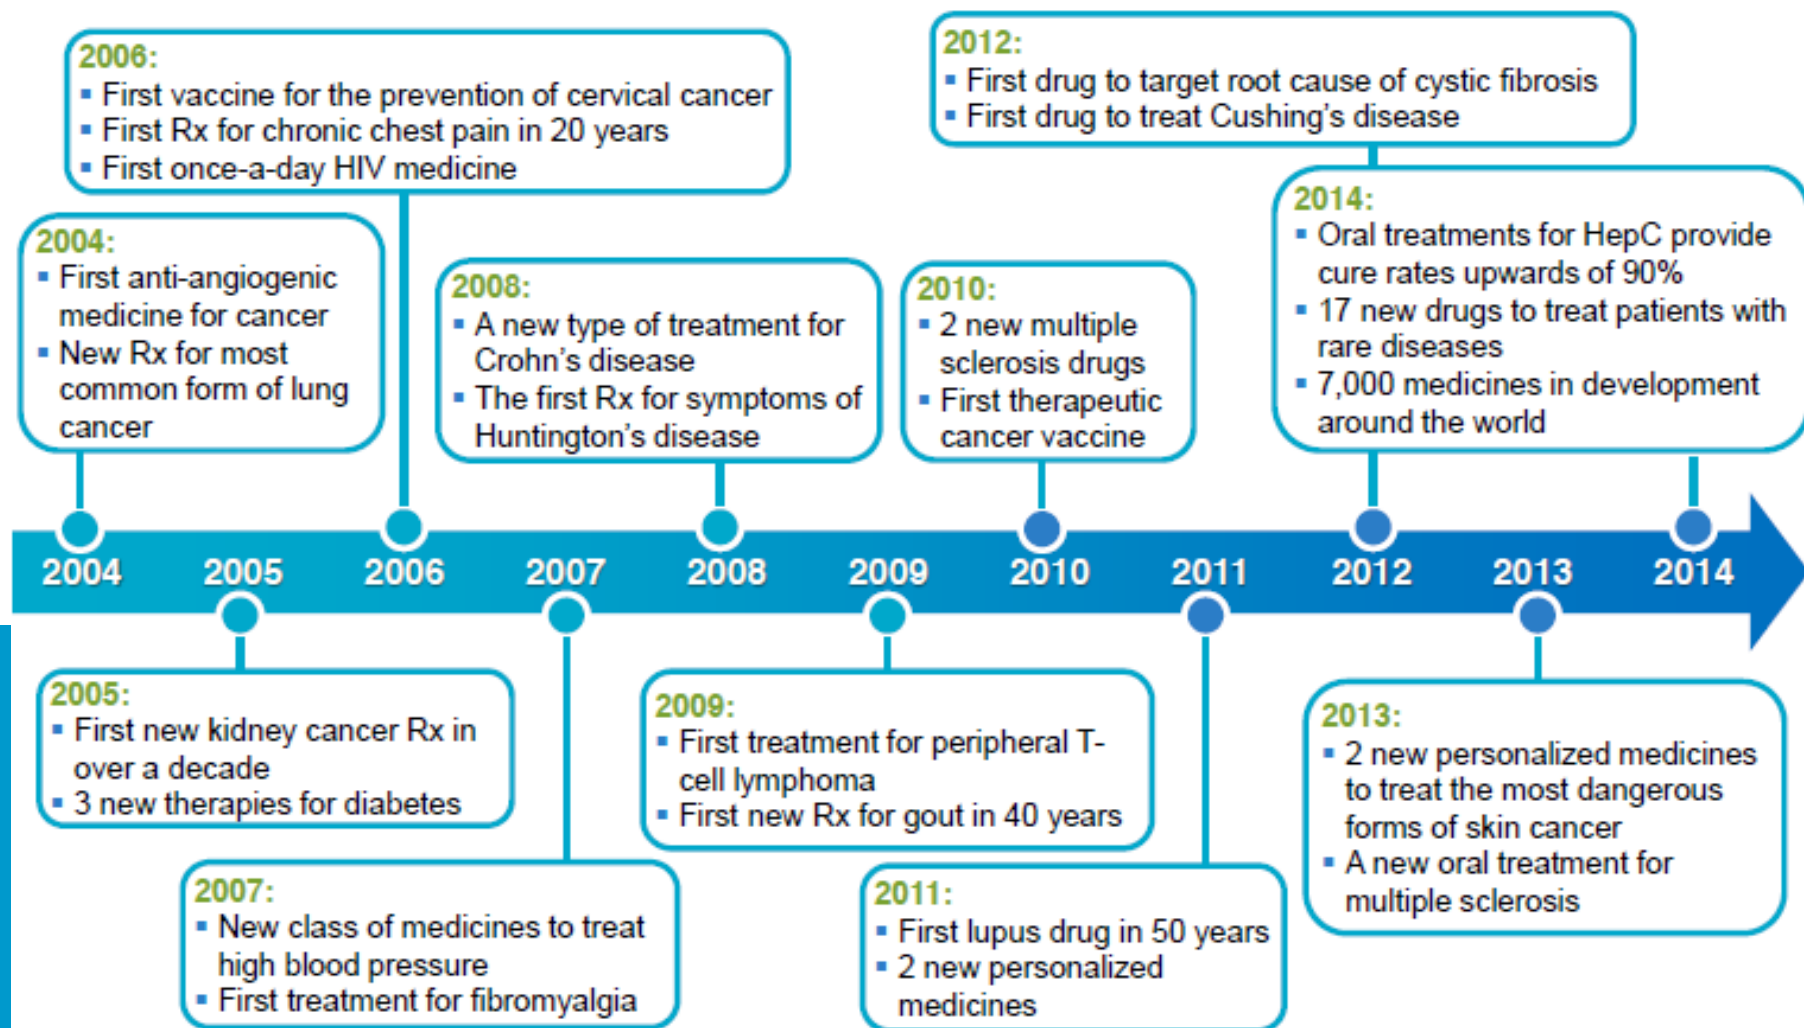 2006:
▪ First vaccine for the prevention of cervical cancer
▪ First Rx for chronic chest pain in 20 years
▪ First once-a-day HIV medicine
2012:
▪ First drug to target root cause of cystic fibrosis
▪ First drug to treat Cushing's disease
2004:
▪ First anti-angiogenic
medicine for cancer
▪ New Rx for most
common form of lung
cancer
2008:
▪ A new type of treatment for
Crohn's disease
▪ The first Rx for symptoms of
Huntington's disease
2010:
▪ 2 new multiple
sclerosis drugs
▪ First therapeutic
cancer vaccine
2014:
▪ Oral treatments for HepC provide
cure rates upwards of 90%
▪ 17 new drugs to treat patients with
rare diseases
▪ 7,000 medicines in development
around the world
2004 2005 2006 2007 2008 2009 2010 2011 2012 2013 2014
2005:
▪ First new kidney cancer Rx in
over a decade
▪ 3 new therapies for diabetes
2009:
▪ First treatment for peripheral T-
cell lymphoma
▪ First new Rx for gout in 40 years
2013:
▪ 2 new personalized medicines
to treat the most dangerous
forms of skin cancer
▪ A new oral treatment for
multiple sclerosis
2007:
▪ New class of medicines to treat
high blood pressure
▪ First treatment for fibromyalgia
2011:
▪ First lupus drug in 50 years
▪ 2 new personalized
medicines